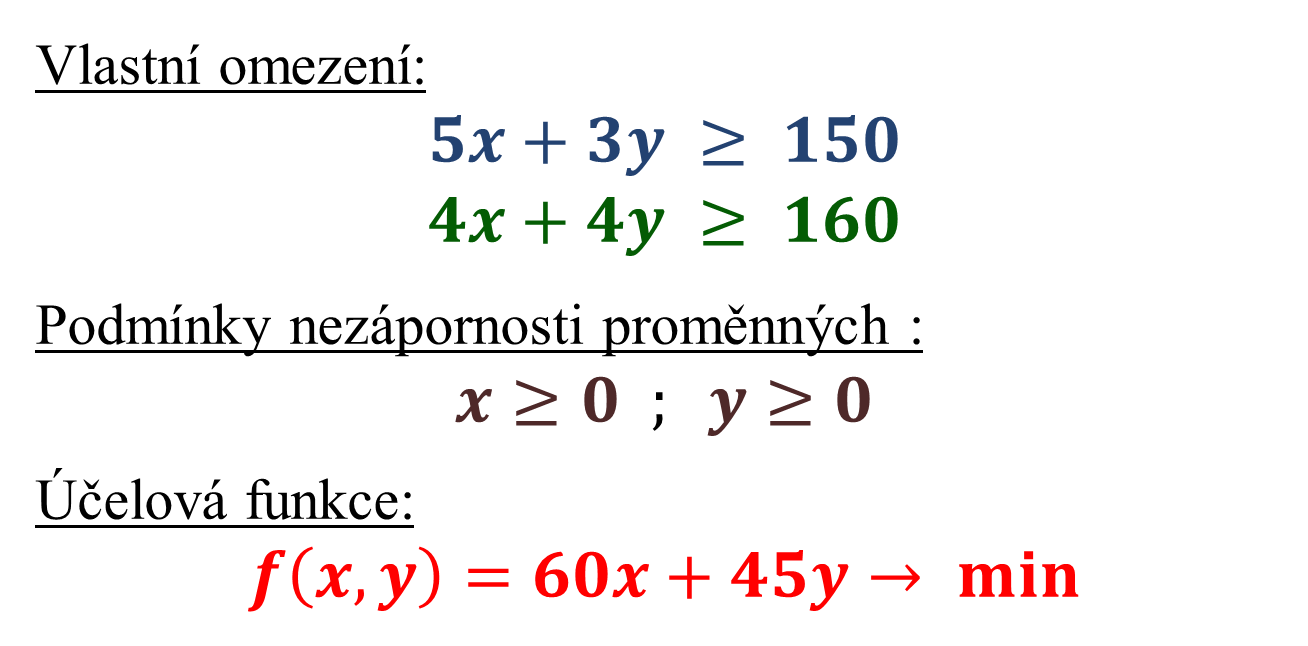 Vlastní omezení:
5x + 3y ≥ 150
4x + 4y ≥ 160
Podmínky nezápornosti proměnných :
x ≥ 0 ; y ≥ 0
Účelová funkce:
f(x, y) = 60x + 45y → min